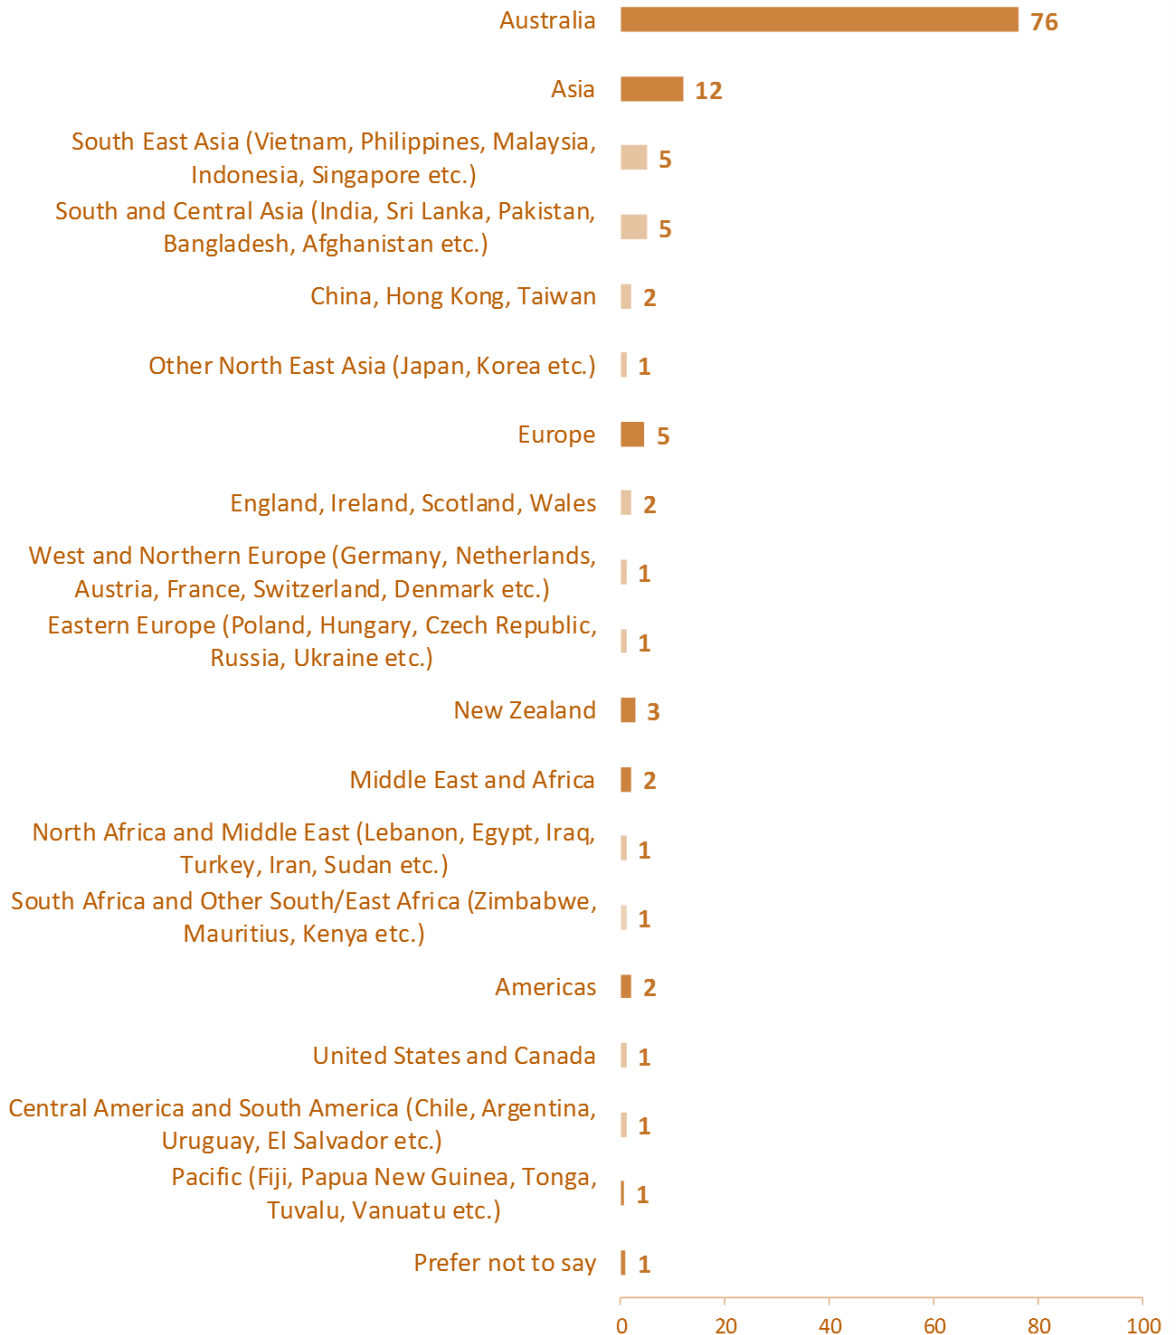 Australia 76
Asia 12
South East Asia (Vietnam, Philippines, Malaysia,
Indonesia, Singapore etc.) 5
South and Central Asia (India, Sri Lanka, Pakistan,
Bangladesh, Afghanistan etc.) 5
China, Hong Kong, Taiwan 2
Other North East Asia (Japan, Korea etc.) 1
Europe 5
England, Ireland, Scotland, Wales 2
West and Northern Europe (Germany, Netherlands,
Austria, France, Switzerland, Denmark etc.) 1
Eastern Europe (Poland, Hungary, Czech Republic,
Russia, Ukraine etc.) 1
New Zealand 3
Middle East and Africa 2
North Africa and Middle East (Lebanon, Egypt, Iraq,
Turkey, Iran, Sudan etc.) 1
South Africa and Other South/East Africa (Zimbabwe,
Mauritius, Kenya etc.) 1
Americas 2
United States and Canada 1
Central America and South America (Chile, Argentina,
Uruguay, El Salvador etc.) 1
Pacific (Fiji, Papua New Guinea, Tonga,
Tuvalu, Vanuatu etc.) 1
Prefer not to say 1
0 20 40 60 80 100